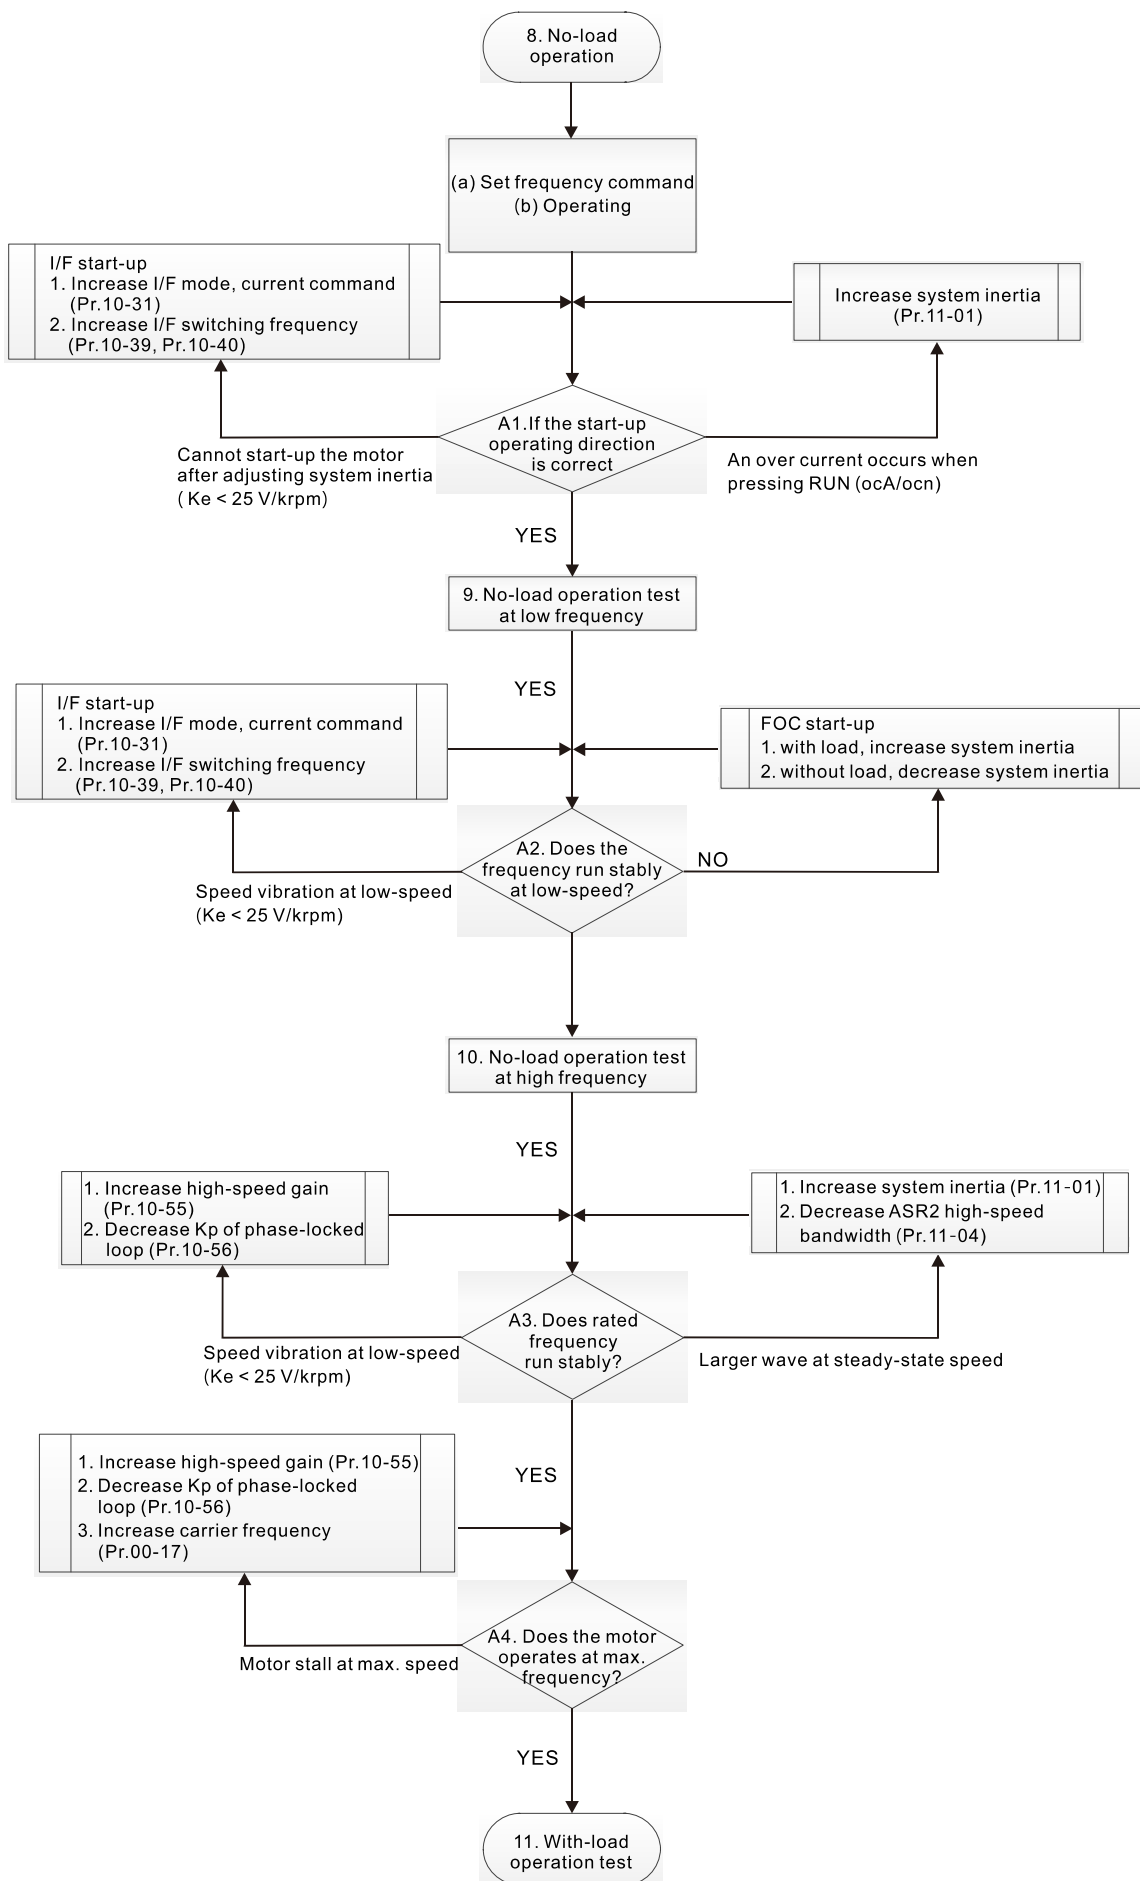 8. No-load
operation
(a) Set frequency command
(b) Operating
I/F start-up
1. Increase I/F mode, current command
(Pr.10-31)
2. Increase I/F switching frequency
(Pr.10-39, Pr.10-40)
Increase system inertia
(Pr.11-01)
A1.If the start-up
operating direction
is correct
Cannot start-up the motor
after adjusting system inertia
( Ke < 25 V/krpm)
An over current occurs when
pressing RUN (ocA/ocn)
YES
9. No-load operation test
at low frequency
YES
I/F start-up
1. Increase I/F mode, current command
(Pr.10-31)
2. Increase I/F switching frequency
(Pr.10-39, Pr.10-40)
FOC start-up
1. with load, increase system inertia
2. without load, decrease system inertia
A2. Does the
frequency run stably
at low-speed?
NO
Speed vibration at low-speed
(Ke < 25 V/krpm)
10. No-load operation test
at high frequency
YES
1. Increase high-speed gain
(Pr.10-55)
2. Decrease Kp of phase-locked
loop (Pr.10-56)
1. Increase system inertia (Pr.11-01)
2. Decrease ASR2 high-speed
bandwidth (Pr.11-04)
A3. Does rated
frequency
run stably?
Speed vibration at low-speed
(Ke < 25 V/krpm)
Larger wave at steady-state speed
1. Increase high-speed gain (Pr.10-55)
2. Decrease Kp of phase-locked
loop (Pr.10-56)
3. Increase carrier frequency
(Pr.00-17)
YES
A4. Does the motor
operates at max.
frequency?
Motor stall at max. speed
YES
11. With-load
operation test